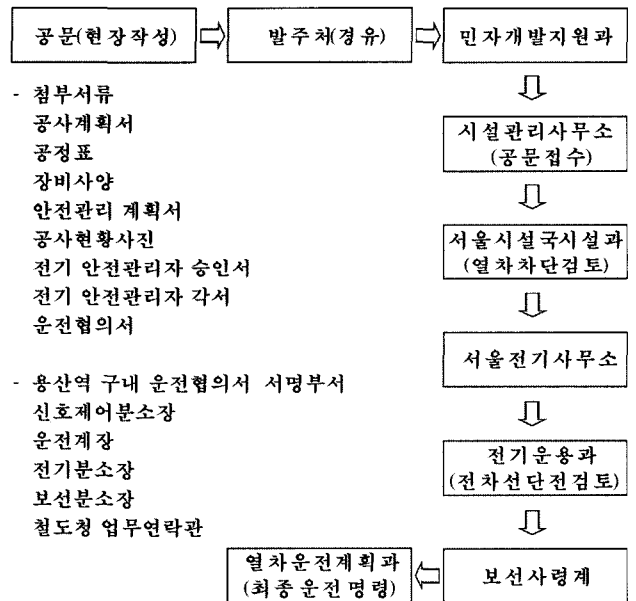 공문(현장작성)
발주처(경유)
민자개발지원과
- 첨부서류
공사계획서
공정표
장비사양
안전관리 계획서
공사현황사진
전기 안전관리자 승인서
전기 안전관리자 각서
운전협의서
- 용산역 구내 운전협의서 서명부서
신호제어분소장
운전계장
전기분소장
보선분소장
철도청 업무연락관
시설관리사무소
(공문접수)
서울시설국시설과
(열차차단검토)
서울전기사무소
전기운용과
(전차선단전검토)
보선사령계
열차운전계획과
(최종운전명령)